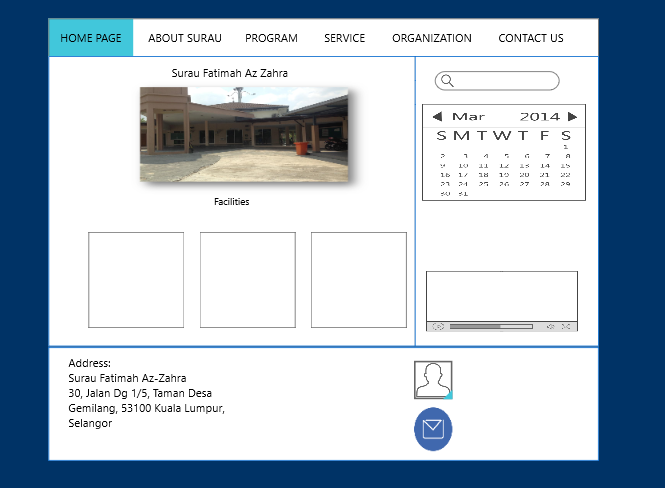 HOME PAGE ABOUT SURAU PROGRAM SERVICE ORGANIZATION CONTACT US
Surau Fatimah Az Zahra
Facilities
Mar 2014
S M T W T F S
1
2 3 4 5 6 7 8
9 10 11 12 13 14 15
16 17 18 19 20 21 22
23 24 25 26 27 28 29
30 31
Address:
Surau Fatimah Az-Zahra
30, Jalan Dg 1/5, Taman Desa
Gemilang, 53100 Kuala Lumpur,
Selangor